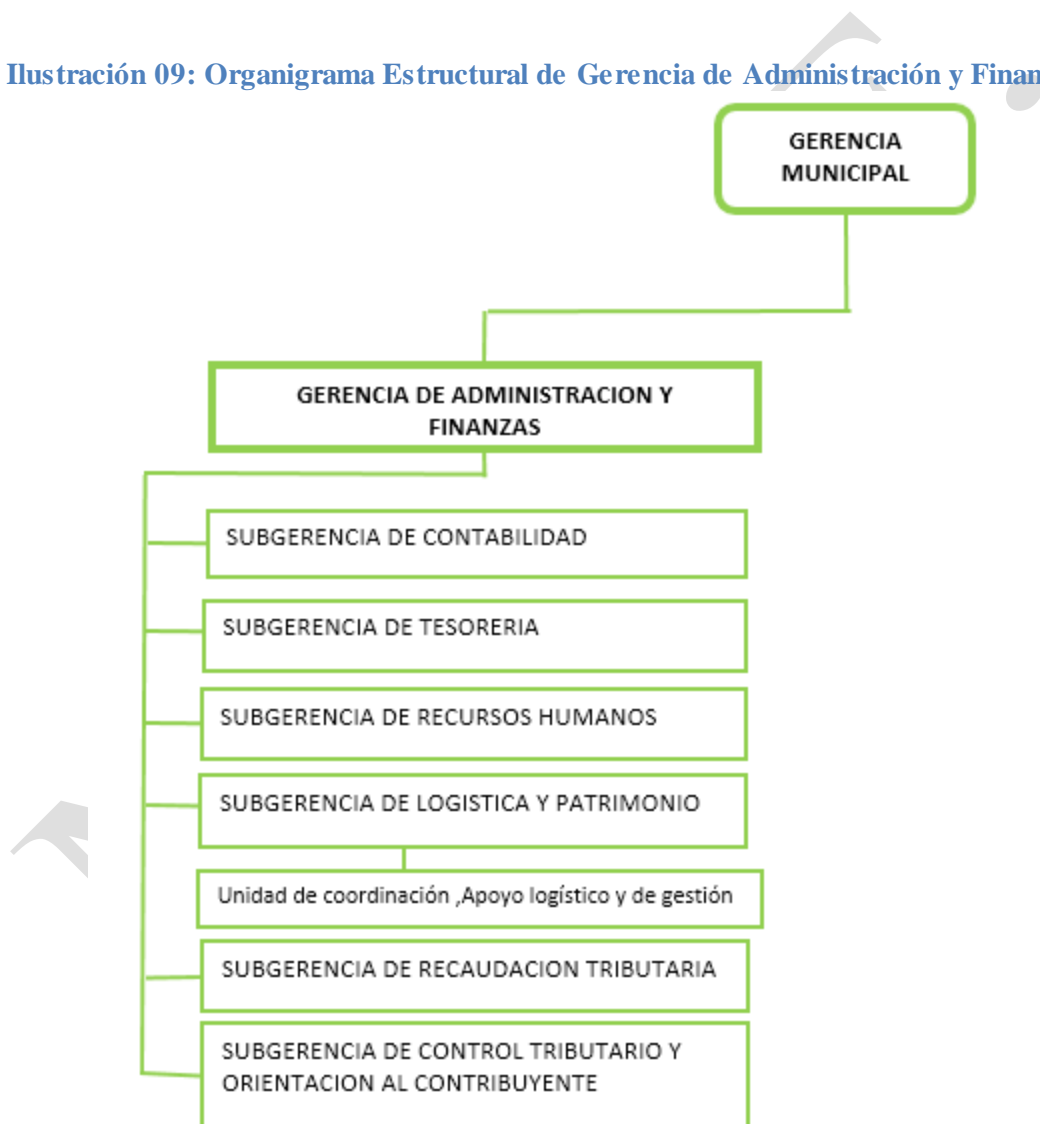 Ilustración 09: Organigrama Estructural de Gerencia de Administración y Finan
GERENCIA
MUNICIPAL
GERENCIA DE ADMINISTRACION Y
FINANZAS
SUBGERENCIA DE CONTABILIDAD
SUBGERENCIA DE TESORERIA
SUBGERENCIA DE RECURSOS HUMANOS
SUBGERENCIA DE LOGISTICA Y PATRIMONIO
Unidad de coordinación ,Apoyo logístico y de gestión
SUBGERENCIA DE RECAUDACION TRIBUTARIA
SUBGERENCIA DE CONTROL TRIBUTARIO Y
ORIENTACION AL CONTRIBUYENTE